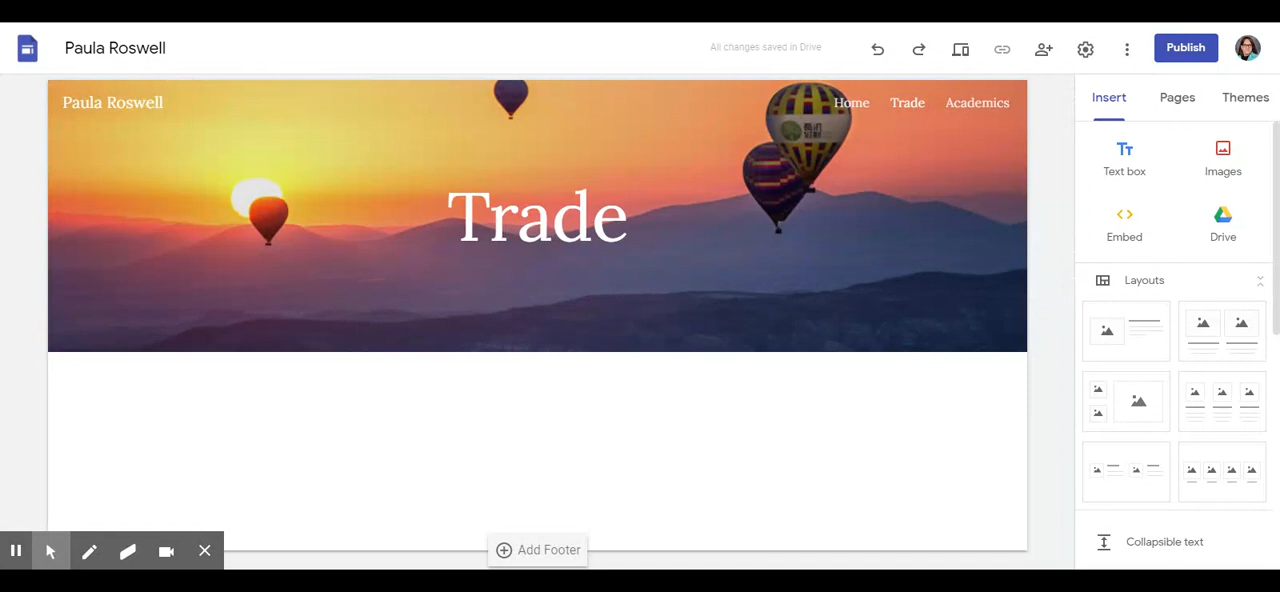 Paula Roswell
All changes saved in Drive
Publish
Paula Roswell
Home Trade Academics
Trade
Insert Pages Themes
Text box Images
Embed Drive
Layouts
Collapsible text
Add Footer